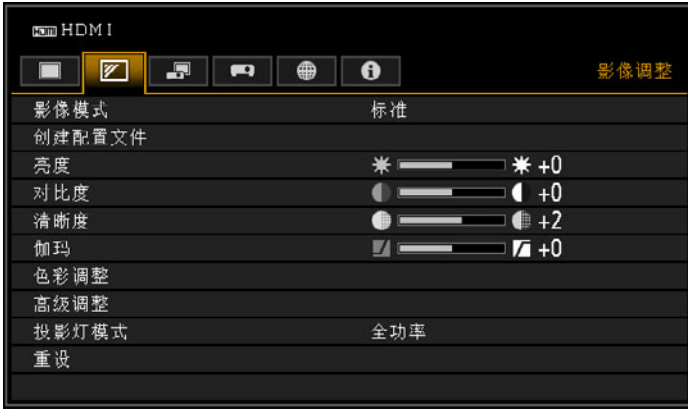 HDMI HDMI
影像调整
影像模式 标准
创建配置文件
亮度 +0
对比度 +0
清晰度 +2
伽玛 +0
色彩调整
高级调整
投影灯模式 全功率
重设